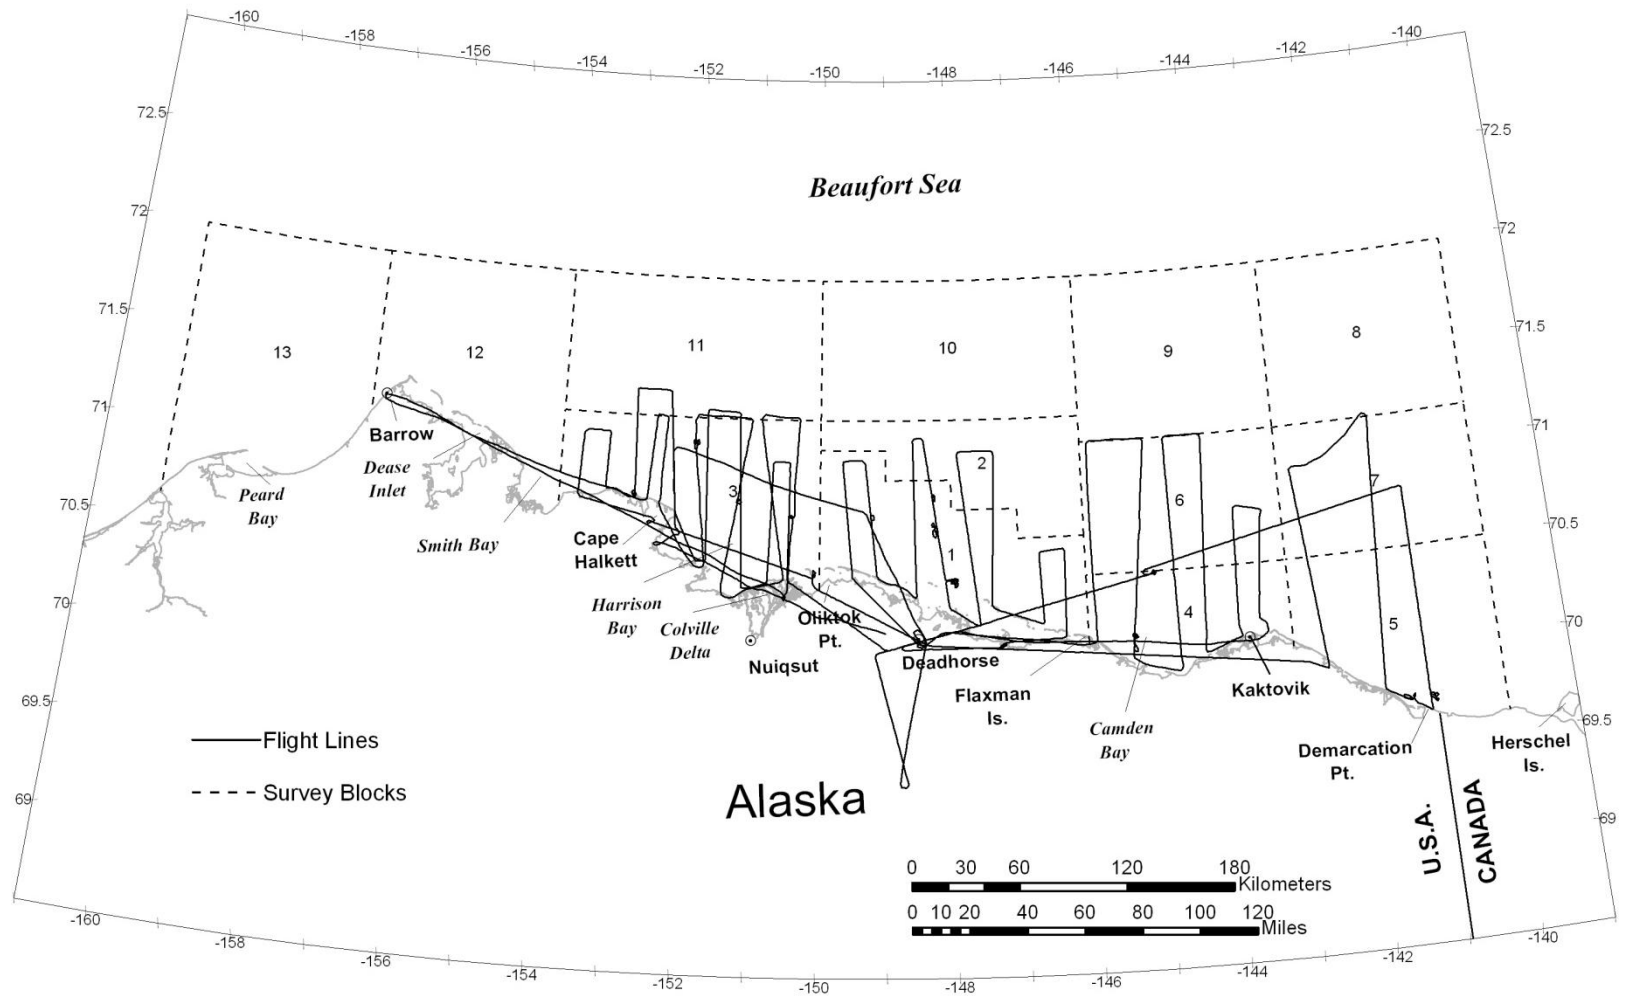 -160
-158
-156
-154
-152
-150
-148
-146
-144
-142
-140
72.5
72.5
Beaufort Sea
72
72
71.5
71.5
13
12
11
10
9
8
71
71
Barrow
Dease
Inlet
Peard
Bay
Smith Bay
Cape
Halkett
Harrison
Bay
Colville
Delta
Nuiqsut
Oliktok
Pt.
Deadhorse
Flaxman
Is.
Camden
Bay
Kaktovik
Demarcation
Pt.
Herschel
Is.
3
2
1
6
4
7
5
70.5
70.5
70
70
69.5
69.5
69
69
Flight Lines
Survey Blocks
Alaska
U.S.A.
CANADA
0 30 60 120 180
Kilometers
0 10 20 40 60 80 100 120
Miles
-160
-158
-156
-154
-152
-150
-148
-146
-144
-142
-140